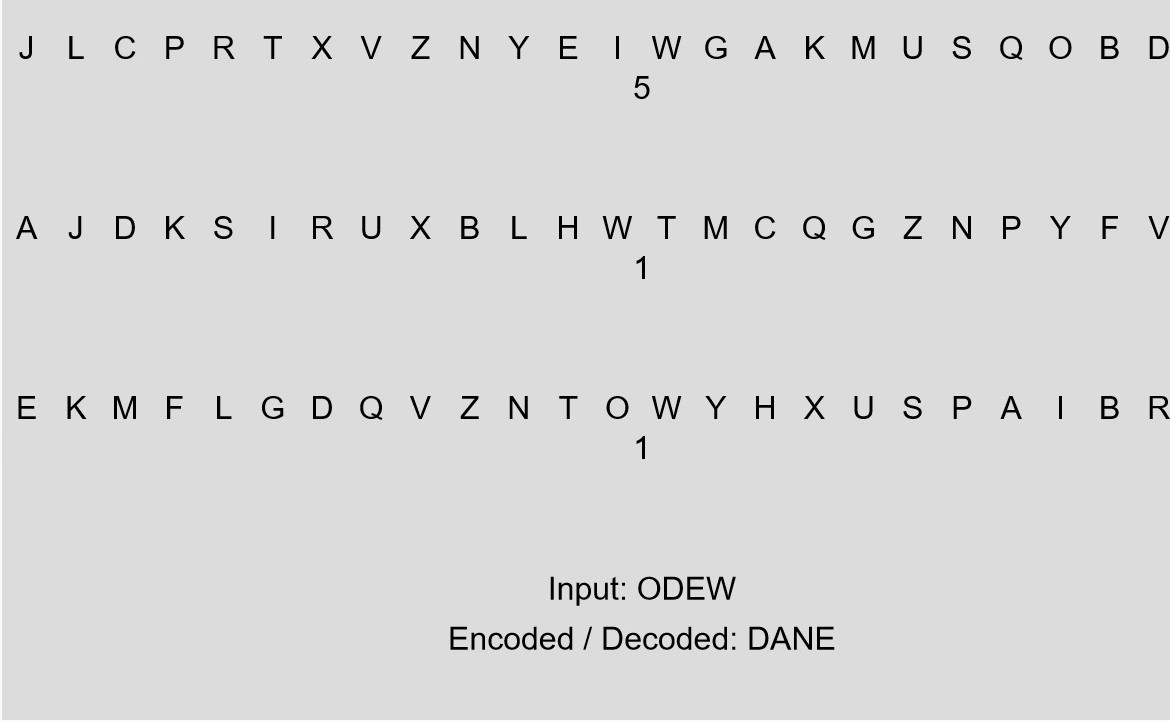 J L C P R T X V Z N Y E I W G A K M U S Q O B D
5
A J D K S I R U X B L H W T M C Q G Z N P Y F V
1
E K M F L G D Q V Z N T O W Y H X U S P A I B R
1
Input: ODEW
Encoded / Decoded: DANE